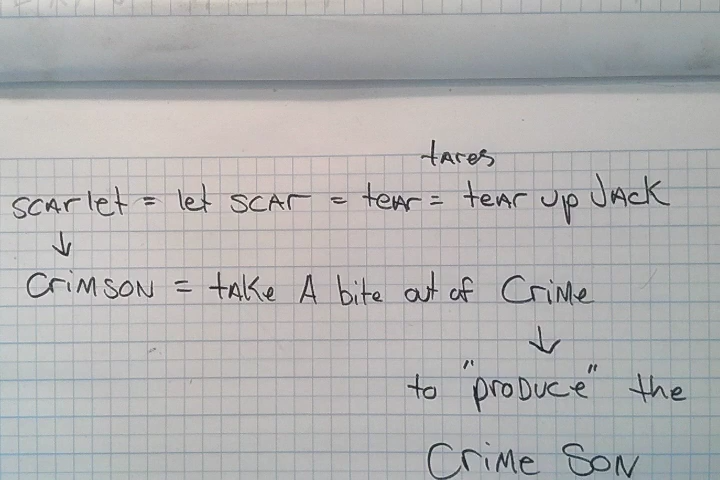 tares
scarlet = let scar = tear = tear up Jack
↓
Crimson = take A bite out of Crime
↓
to "produce" the
Crime Son